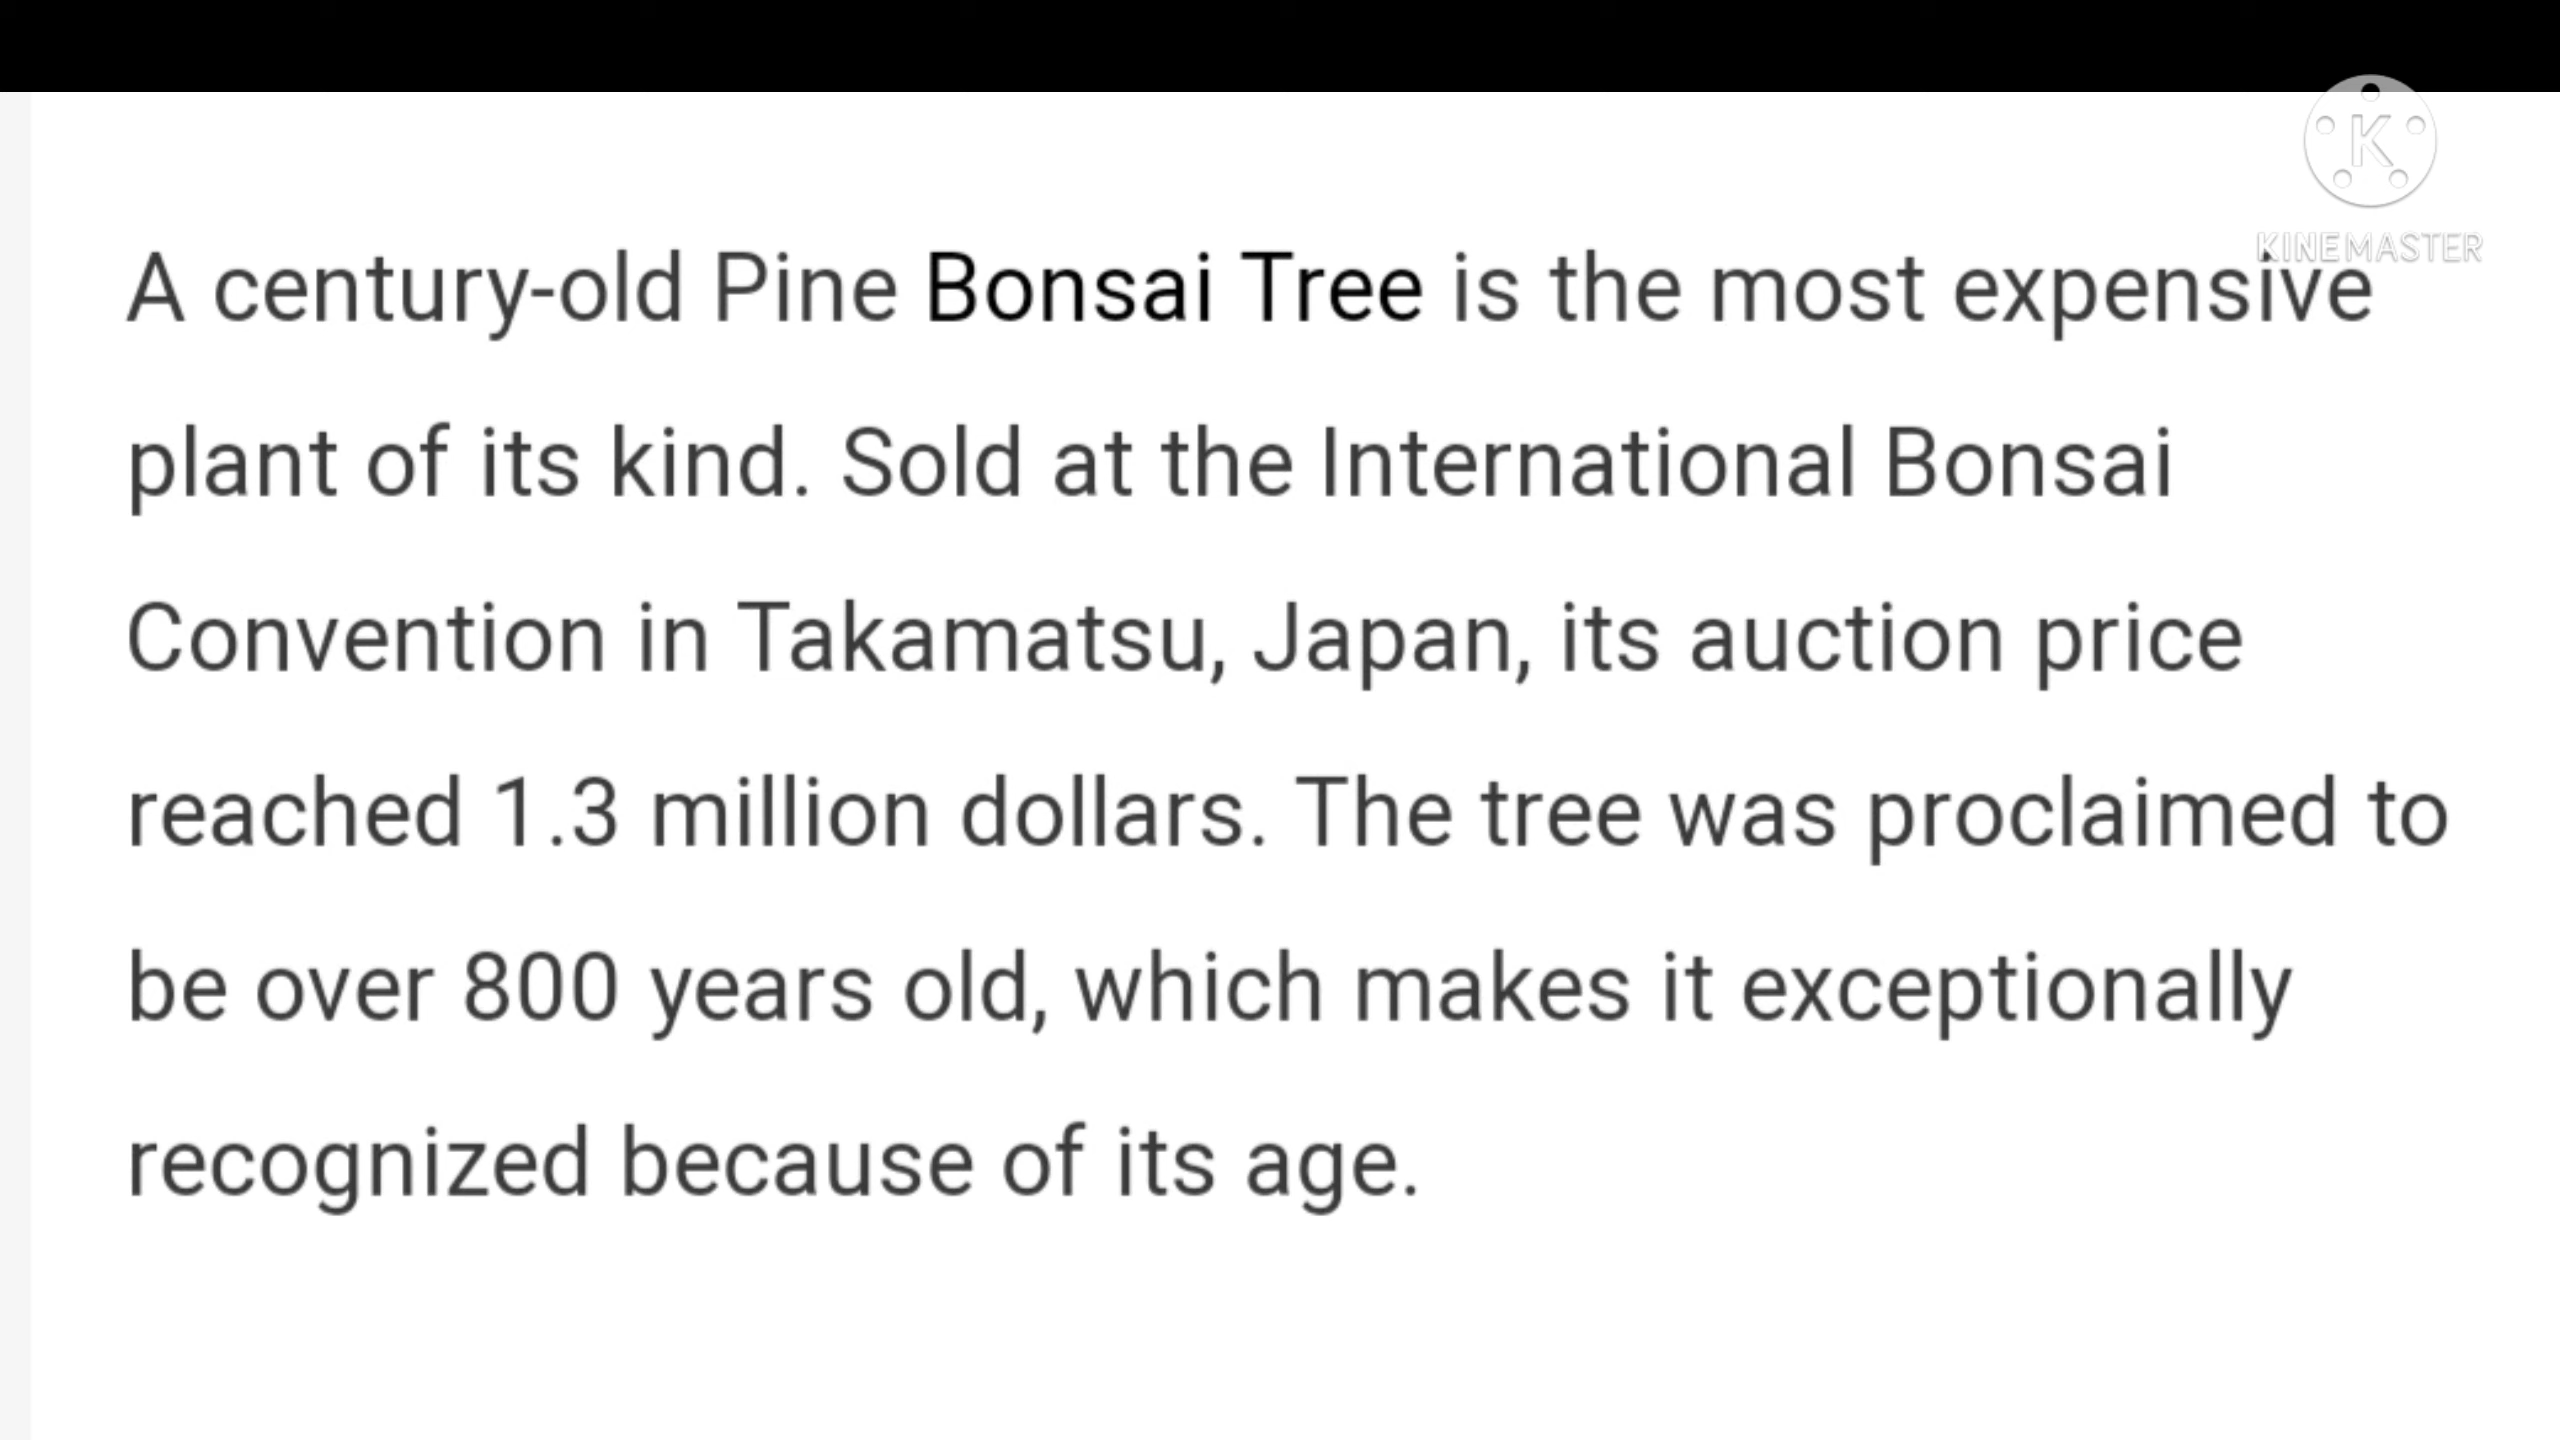 KINEMASTER
A century-old Pine Bonsai Tree is the most expensive
plant of its kind. Sold at the International Bonsai
Convention in Takamatsu, Japan, its auction price
reached 1.3 million dollars. The tree was proclaimed to
be over 800 years old, which makes it exceptionally
recognized because of its age.